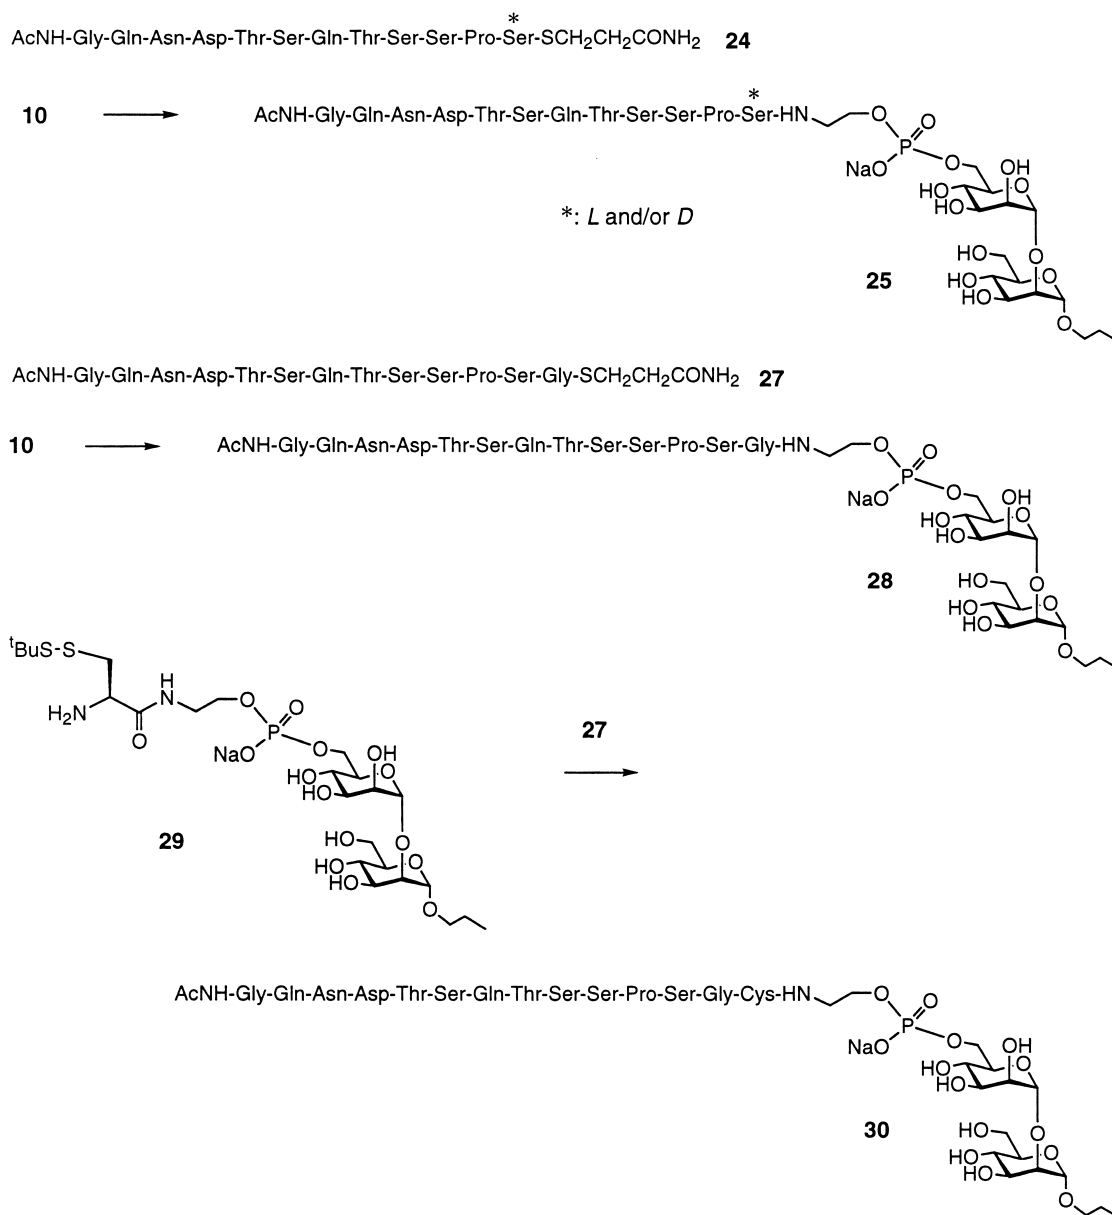 *
AcNH-Gly-Gln-Asn-Asp-Thr-Ser-Gln-Thr-Ser-Ser-Pro-Ser-SCH2CH2CONH2 24
*
10 AcNH-Gly-Gln-Asn-Asp-Thr-Ser-Gln-Thr-Ser-Ser-Pro-Ser-HN O
O
P
NaO O OH
HO O
HO
*: L and/or D
O
HO
HO O
HO
25
O
AcNH-Gly-Gln-Asn-Asp-Thr-Ser-Gln-Thr-Ser-Ser-Pro-Ser-Gly-SCH2CH2CONH2 27
10 AcNH-Gly-Gln-Asn-Asp-Thr-Ser-Gln-Thr-Ser-Ser-Pro-Ser-Gly-HN O
O
P
NaO O OH
HO O
HO
28
HO O
HO O
HO
O
tBuS-S
H
N O
O
H2N
O
P
NaO O OH
HO O
HO
27
29
HO O
HO O
HO
O
AcNH-Gly-Gln-Asn-Asp-Thr-Ser-Gln-Thr-Ser-Ser-Pro-Ser-Gly-Cys-HN O
O
P
NaO O OH
HO O
HO
30
HO O
HO O
HO
O